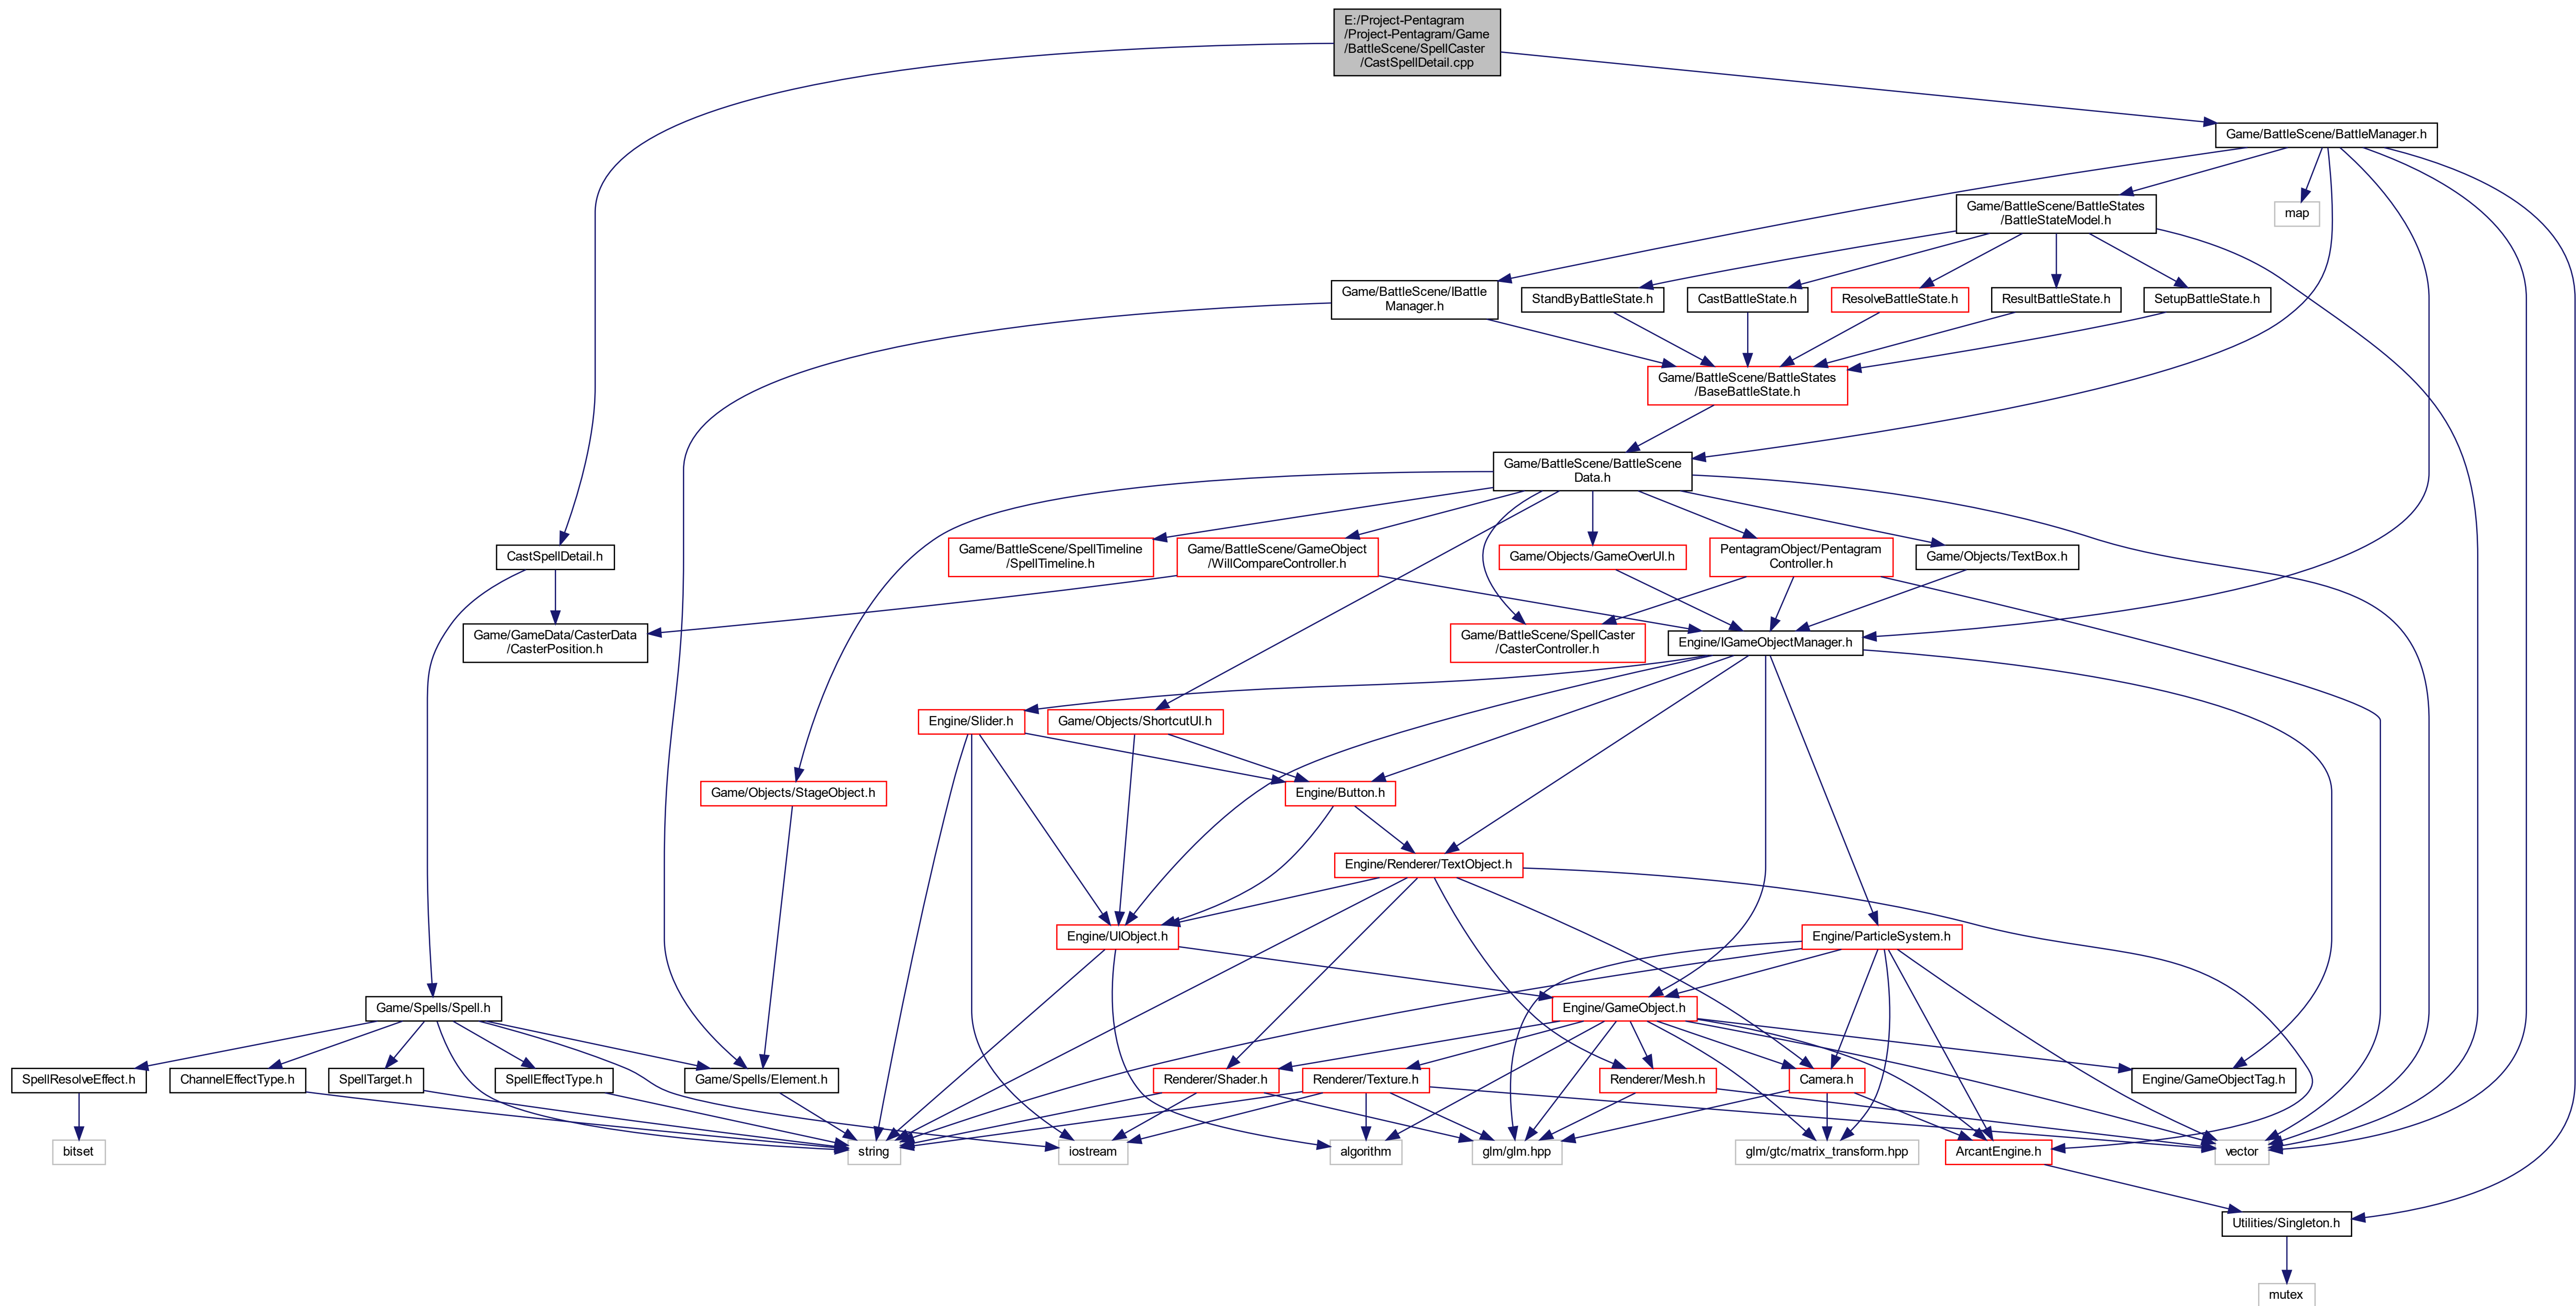 E:/Project-Pentagram
/Project-Pentagram/Game
/BattleScene/SpellCaster
/CastSpellDetail.cpp
Game/BattleScene/BattleManager.h
Game/BattleScene/BattleStates
/BattleStateModel.h
map
Game/BattleScene/IBattle
Manager.h
StandByBattleState.h
CastBattleState.h
ResolveBattleState.h
ResultBattleState.h
SetupBattleState.h
Game/BattleScene/BattleStates
/BaseBattleState.h
Game/BattleScene/BattleScene
Data.h
CastSpellDetail.h
Game/BattleScene/SpellTimeline
/SpellTimeline.h
Game/BattleScene/GameObject
/WillCompareController.h
Game/Objects/GameOverUI.h
PentagramObject/Pentagram
Controller.h
Game/Objects/TextBox.h
Game/GameData/CasterData
/CasterPosition.h
Game/BattleScene/SpellCaster
/CasterController.h
Engine/IGameObjectManager.h
Engine/Slider.h
Game/Objects/ShortcutUI.h
Game/Objects/StageObject.h
Engine/Button.h
Engine/Renderer/TextObject.h
Engine/UIObject.h
Engine/ParticleSystem.h
Game/Spells/Spell.h
Engine/GameObject.h
SpellResolveEffect.h
ChannelEffectType.h
SpellTarget.h
SpellEffectType.h
Game/Spells/Element.h
Renderer/Shader.h
Renderer/Texture.h
Renderer/Mesh.h
Camera.h
Engine/GameObjectTag.h
bitset
string
iostream
algorithm
glm/glm.hpp
glm/gtc/matrix_transform.hpp
ArcantEngine.h
vector
Utilities/Singleton.h
mutex